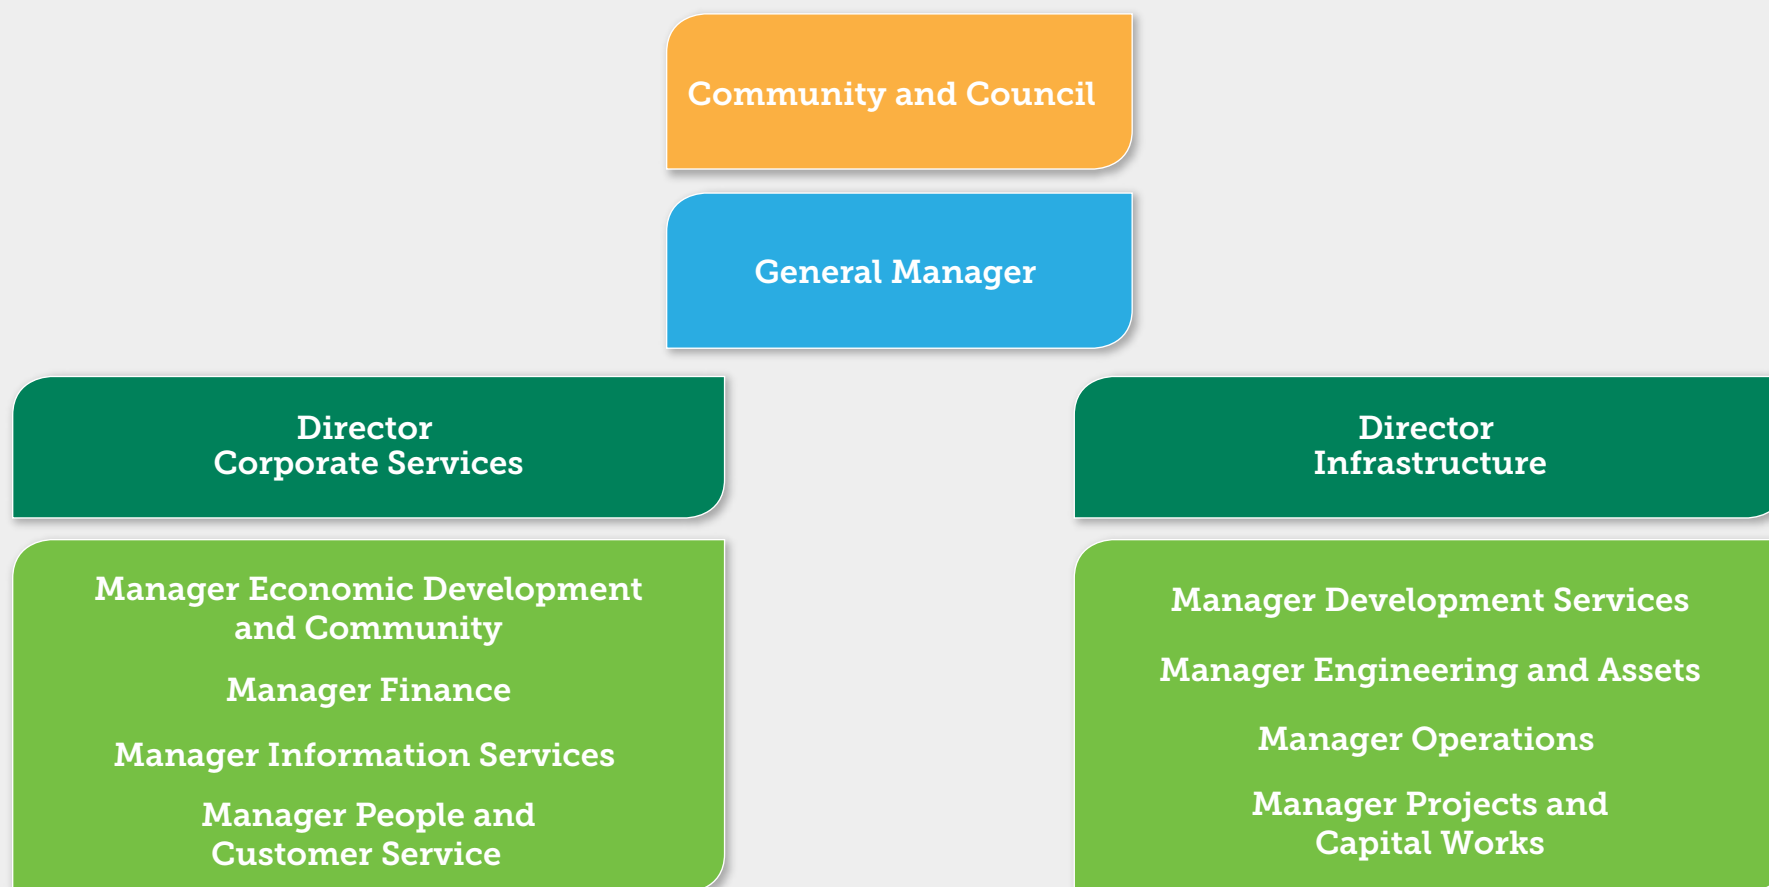 Community and Council
General Manager
Director
Corporate Services
Manager Economic Development
and Community
Manager Finance
Manager Information Services
Manager People and
Customer Service
Director
Infrastructure
Manager Development Services
Manager Engineering and Assets
Manager Operations
Manager Projects and
Capital Works